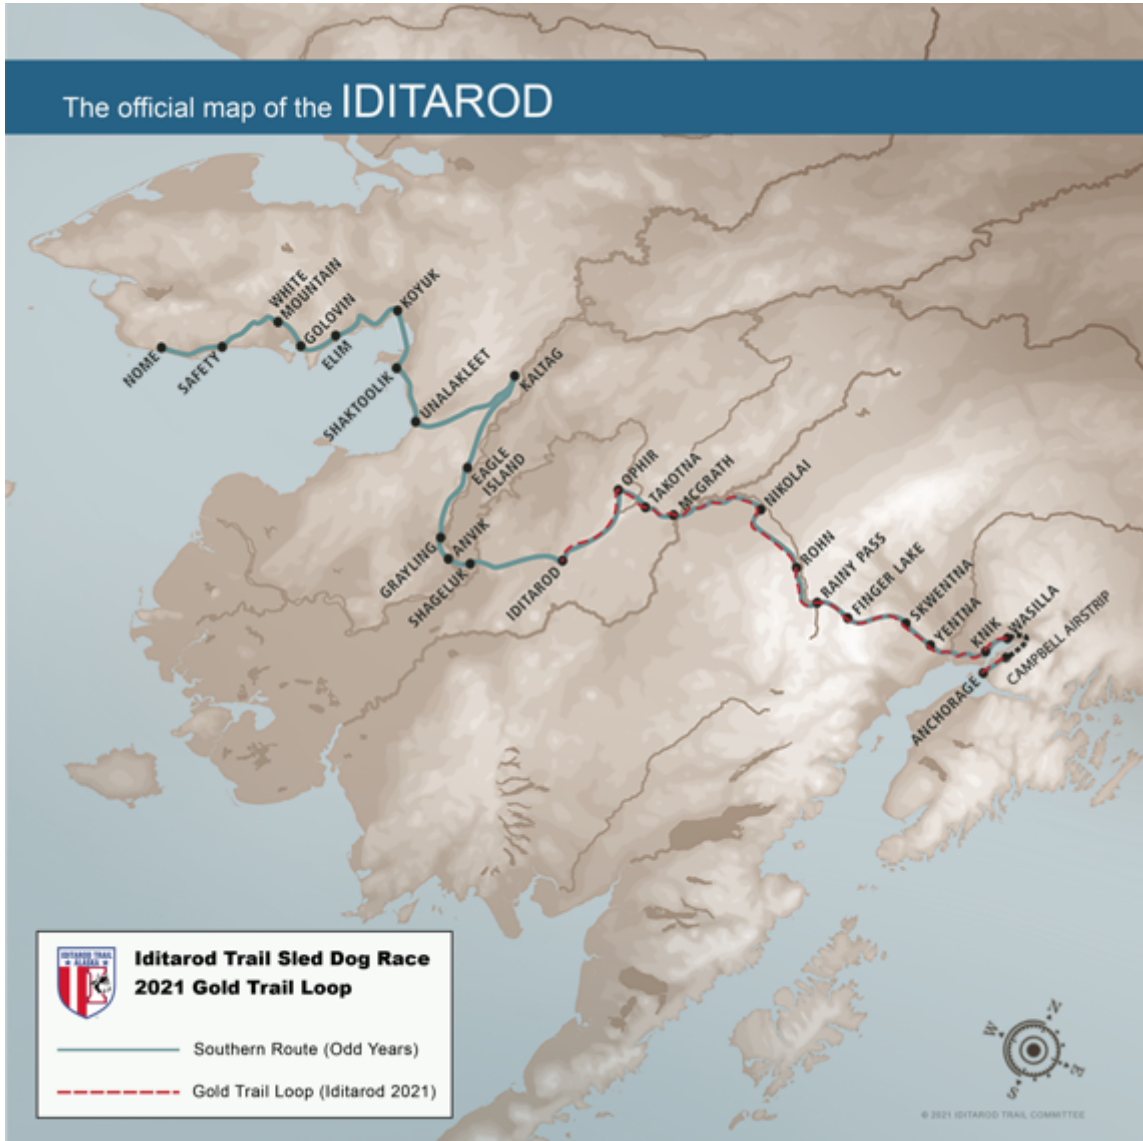 The official map of the IDITAROD
WHITE
MOUNTAIN
GOLOVIN
KOYUK
NOME
SAFETY
ELIM
SHAKTOOLIK
UNALAKLEET
KALTAG
EAGLE
ISLAND
GRAYLING
ANVIK
SHAGELUK
IDITAROD
OPHIR
TAKOTNA
MCGRATH
NIKOLAI
ROHN
RAINY PASS
FINGER LAKE
SKWENTNA
YENTNA
KNIK
WASILLA
CAMPBELL AIRSTRIP
ANCHORAGE
IDITAROD TRAIL
ALASKA
Iditarod Trail Sled Dog Race
2021 Gold Trail Loop
Southern Route (Odd Years)
Gold Trail Loop (Iditarod 2021)
N
W
E
S
© 2021 IDITAROD TRAIL COMMITTEE